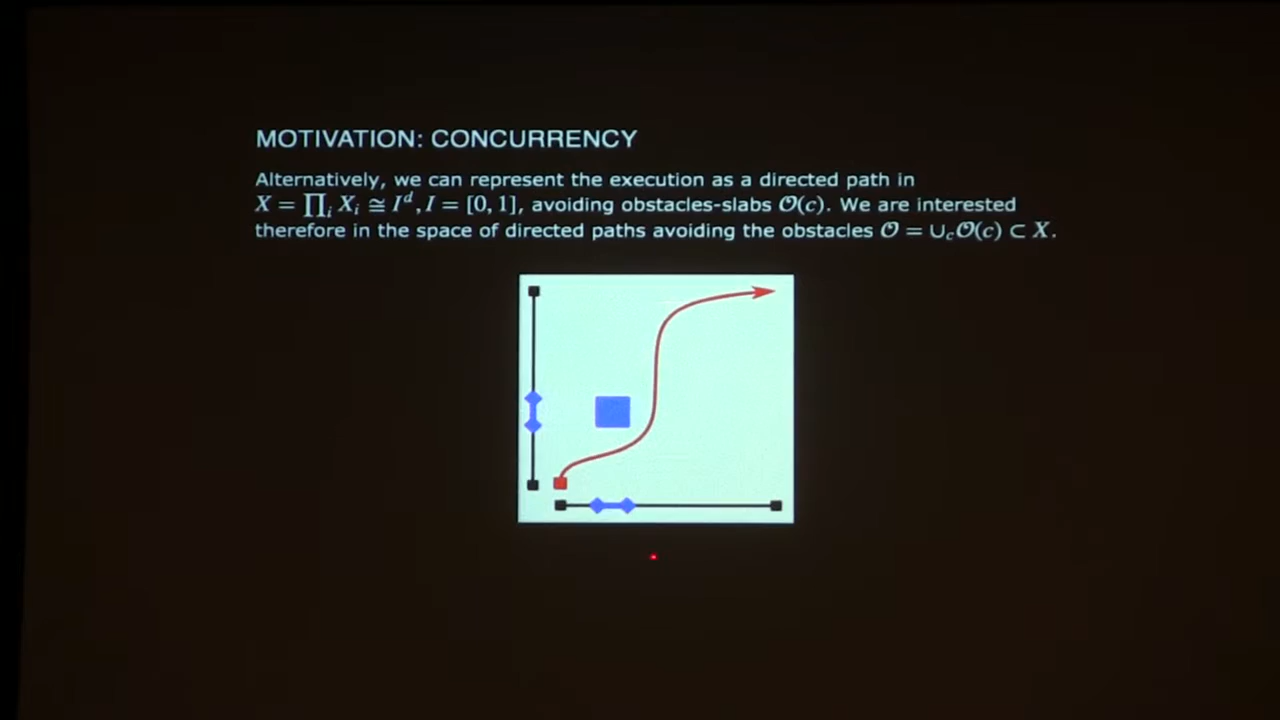 MOTIVATION: CONCURRENCY
Alternatively, we can represent the execution as a directed path in
X = ∏ᵢ Xᵢ ≅ Iᵈ, I = [0, 1], avoiding obstacles-slabs 𝒪(c). We are interested
therefore in the space of directed paths avoiding the obstacles 𝒪 = ∪꜀𝒪(c) ⊂ X.